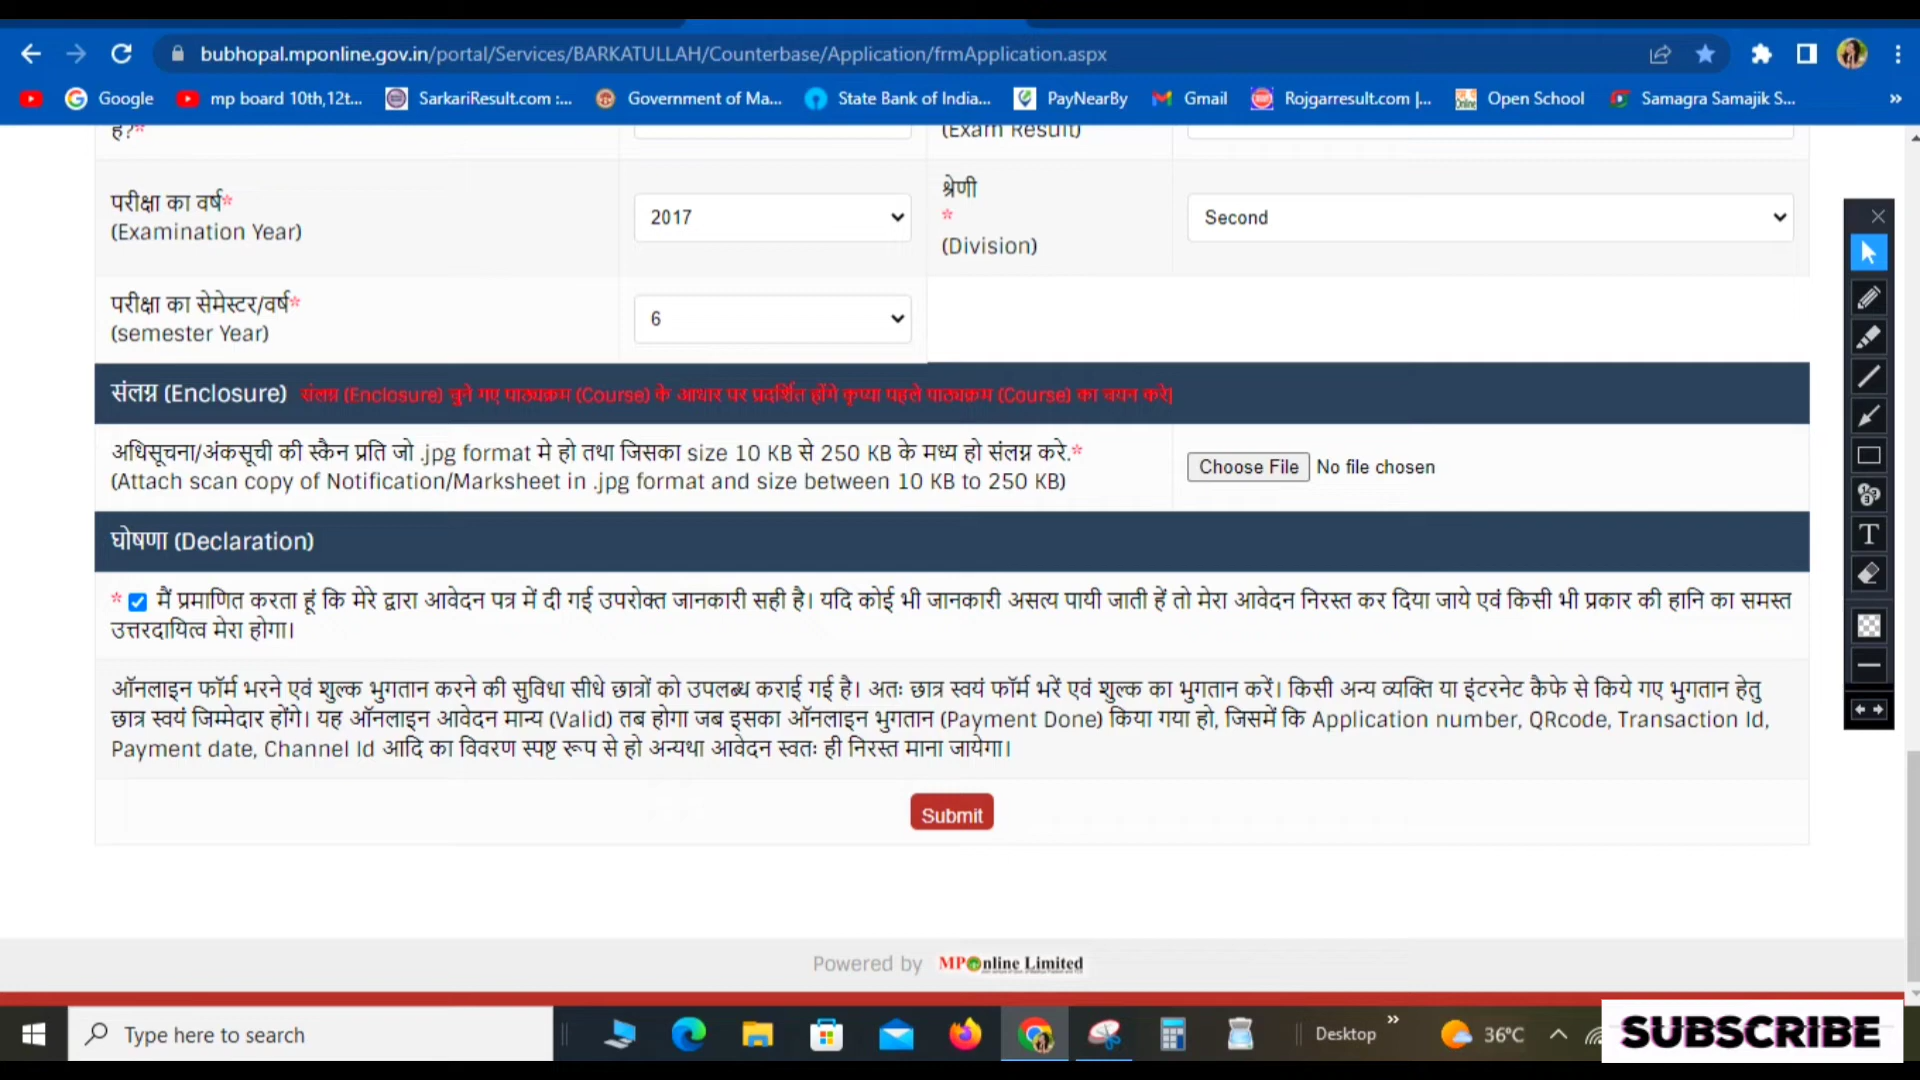 bubhopal.mponline.gov.in/portal/Services/BARKATULLAH/Counterbase/Application/frmApplication.aspx
Google mp board 10th,12t... SarkariResult.com :... Government of Ma... State Bank of India... PayNearBy Gmail Rojgarresult.com |... Open School Samagra Samajik S... »
है?*
(Exam Result)
परीक्षा का वर्ष*
(Examination Year)
2017
श्रेणी
*
(Division)
Second
परीक्षा का सेमेस्टर/वर्ष*
(semester Year)
6
संलग्न (Enclosure) संलग्न (Enclosure) चुने गए पाठ्यक्रम (Course) के आधार पर प्रदर्शित होंगे कृप्या पहले पाठ्यक्रम (Course) का चयन करे|
अधिसूचना/अंकसूची की स्कैन प्रति जो .jpg format मे हो तथा जिसका size 10 KB से 250 KB के मध्य हो संलग्न करे.*
(Attach scan copy of Notification/Marksheet in .jpg format and size between 10 KB to 250 KB)
Choose File No file chosen
घोषणा (Declaration)
* मैं प्रमाणित करता हूं कि मेरे द्वारा आवेदन पत्र में दी गई उपरोक्त जानकारी सही है। यदि कोई भी जानकारी असत्य पायी जाती हें तो मेरा आवेदन निरस्त कर दिया जाये एवं किसी भी प्रकार की हानि का समस्त
उत्तरदायित्व मेरा होगा।
ऑनलाइन फॉर्म भरने एवं शुल्क भुगतान करने की सुविधा सीधे छात्रों को उपलब्ध कराई गई है। अतः छात्र स्वयं फॉर्म भरें एवं शुल्क का भुगतान करें। किसी अन्य व्यक्ति या इंटरनेट कैफे से किये गए भुगतान हेतु
छात्र स्वयं जिम्मेदार होंगे। यह ऑनलाइन आवेदन मान्य (Valid) तब होगा जब इसका ऑनलाइन भुगतान (Payment Done) किया गया हो, जिसमें कि Application number, QRcode, Transaction Id,
Payment date, Channel Id आदि का विवरण स्पष्ट रूप से हो अन्यथा आवेदन स्वतः ही निरस्त माना जायेगा।
Submit
Powered by MPOnline Limited
Type here to search
Desktop »
36°C
SUBSCRIBE